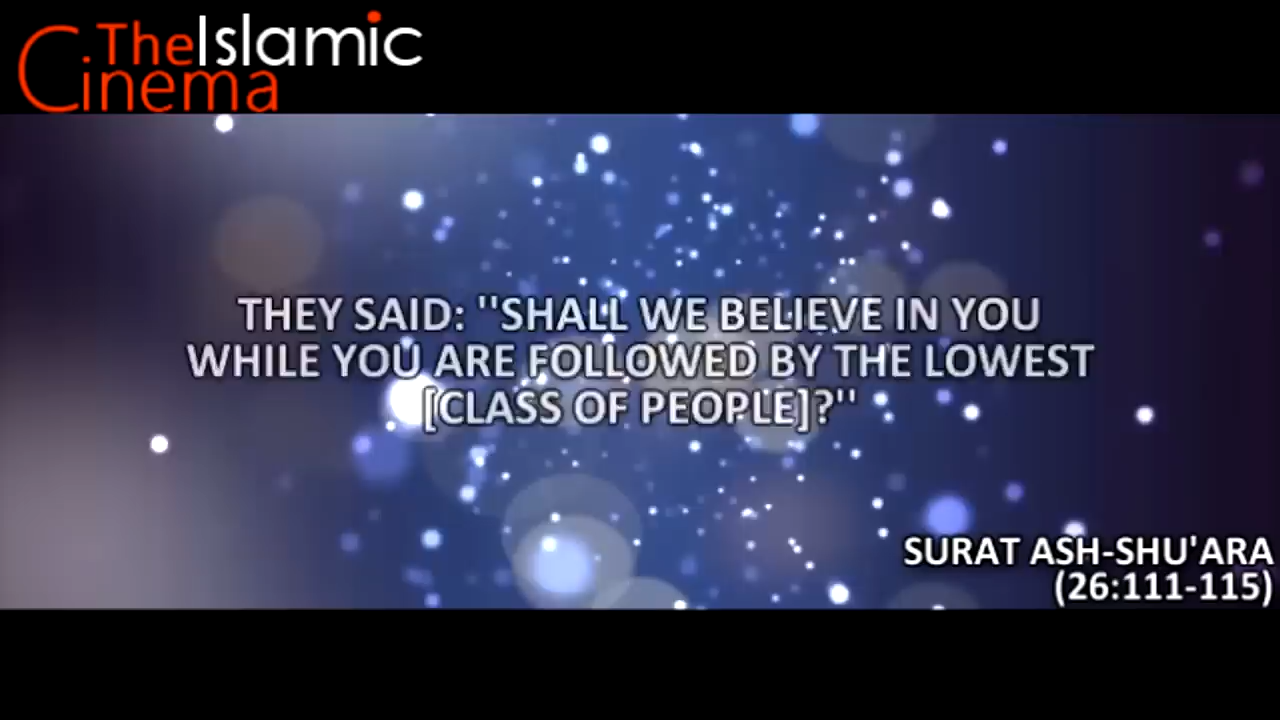 TheIslamic
Cinema
THEY SAID: "SHALL WE BELIEVE IN YOU
WHILE YOU ARE FOLLOWED BY THE LOWEST
[CLASS OF PEOPLE]?"
SURAT ASH-SHU'ARA
(26:111-115)